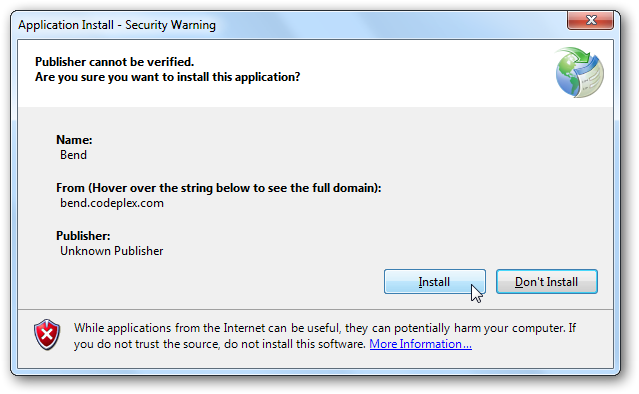 Application Install - Security Warning
Publisher cannot be verified.
Are you sure you want to install this application?
Name:
Bend
From (Hover over the string below to see the full domain):
bend.codeplex.com
Publisher:
Unknown Publisher
Install
Don't Install
While applications from the Internet can be useful, they can potentially harm your computer. If
you do not trust the source, do not install this software. More Information...